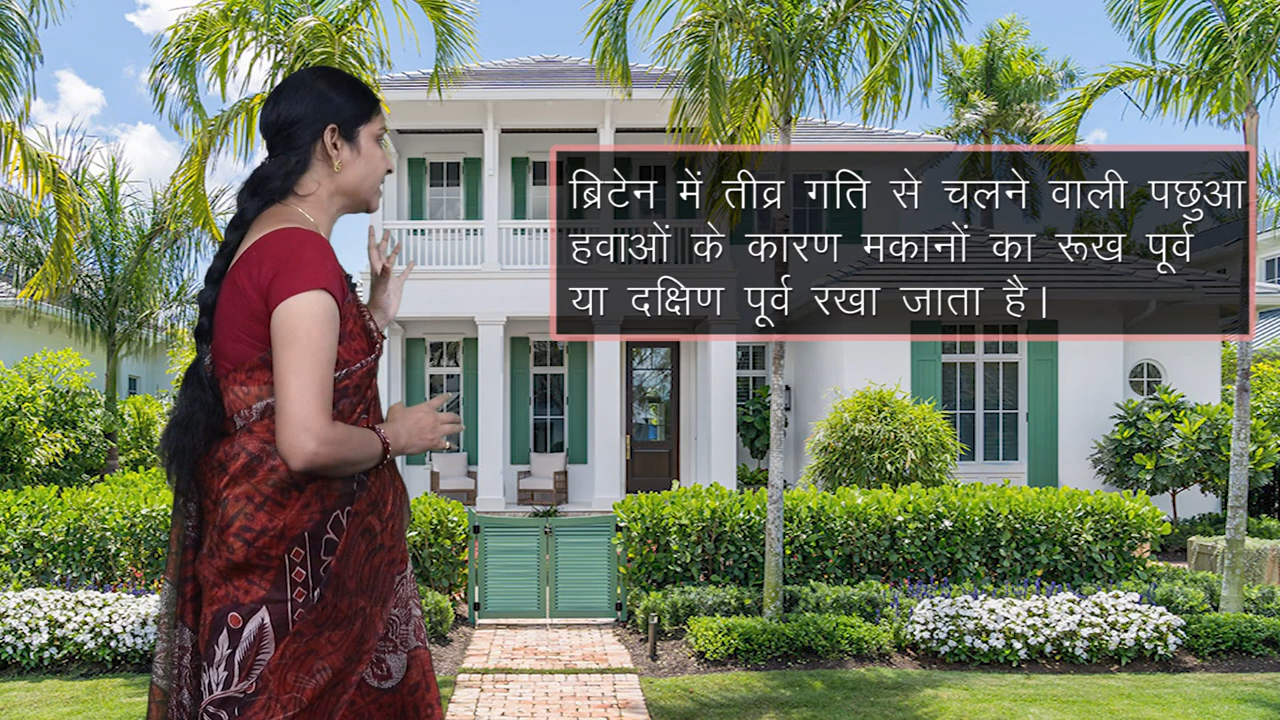 ब्रिटेन में तीव्र गति से चलने वाली पछुआ
हवाओं के कारण मकानों का रूख पूर्व
या दक्षिण पूर्व रखा जाता है।